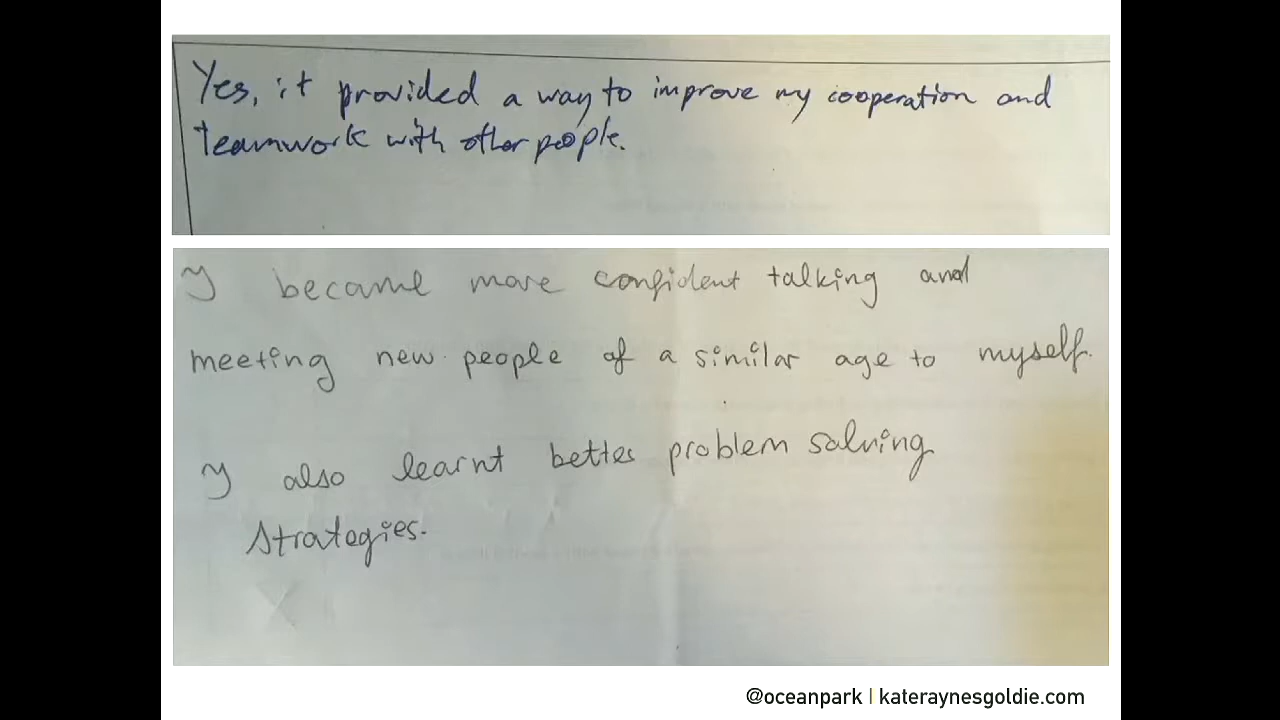 Yes, it provided a way to improve my cooperation and
teamwork with other people.
I became more confident talking and
meeting new people of a similar age to myself.
I also learnt better problem solving
strategies.
@oceanpark | kateraynesgoldie.com